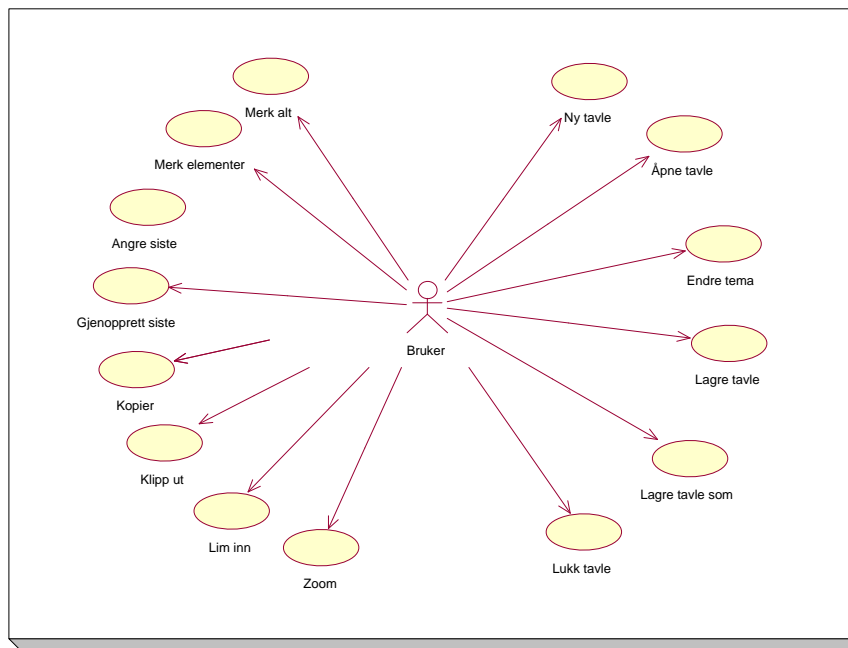 Merk alt
Ny tavle
Merk elementer
Åpne tavle
Angre siste
Endre tema
Gjenopprett siste
Bruker
Lagre tavle
Kopier
Klipp ut
Lagre tavle som
Lim inn
Lukk tavle
Zoom